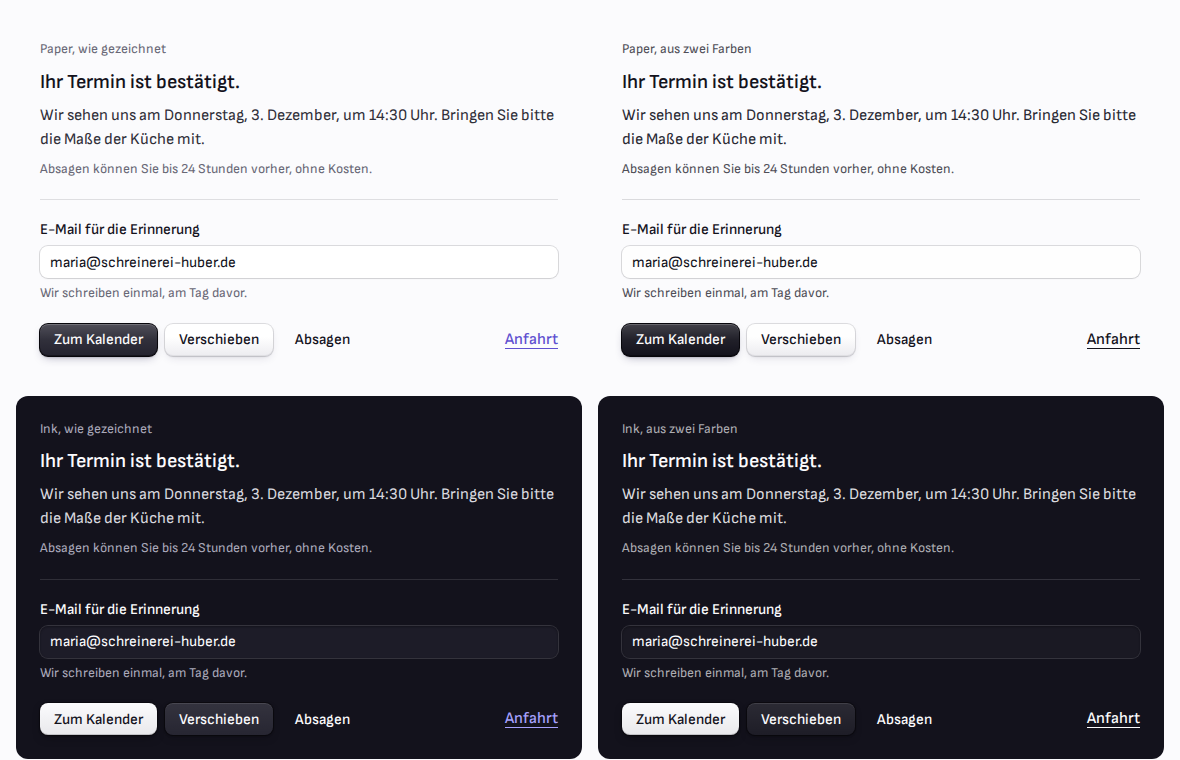 Paper, wie gezeichnet
Ihr Termin ist bestätigt.
Wir sehen uns am Donnerstag, 3. Dezember, um 14:30 Uhr. Bringen Sie bitte
die Maße der Küche mit.
Absagen können Sie bis 24 Stunden vorher, ohne Kosten.
E-Mail für die Erinnerung
maria@schreinerei-huber.de
Wir schreiben einmal, am Tag davor.
Zum Kalender Verschieben Absagen Anfahrt
Paper, aus zwei Farben
Ihr Termin ist bestätigt.
Wir sehen uns am Donnerstag, 3. Dezember, um 14:30 Uhr. Bringen Sie bitte
die Maße der Küche mit.
Absagen können Sie bis 24 Stunden vorher, ohne Kosten.
E-Mail für die Erinnerung
maria@schreinerei-huber.de
Wir schreiben einmal, am Tag davor.
Zum Kalender Verschieben Absagen Anfahrt
Ink, wie gezeichnet
Ihr Termin ist bestätigt.
Wir sehen uns am Donnerstag, 3. Dezember, um 14:30 Uhr. Bringen Sie bitte
die Maße der Küche mit.
Absagen können Sie bis 24 Stunden vorher, ohne Kosten.
E-Mail für die Erinnerung
maria@schreinerei-huber.de
Wir schreiben einmal, am Tag davor.
Zum Kalender Verschieben Absagen Anfahrt
Ink, aus zwei Farben
Ihr Termin ist bestätigt.
Wir sehen uns am Donnerstag, 3. Dezember, um 14:30 Uhr. Bringen Sie bitte
die Maße der Küche mit.
Absagen können Sie bis 24 Stunden vorher, ohne Kosten.
E-Mail für die Erinnerung
maria@schreinerei-huber.de
Wir schreiben einmal, am Tag davor.
Zum Kalender Verschieben Absagen Anfahrt